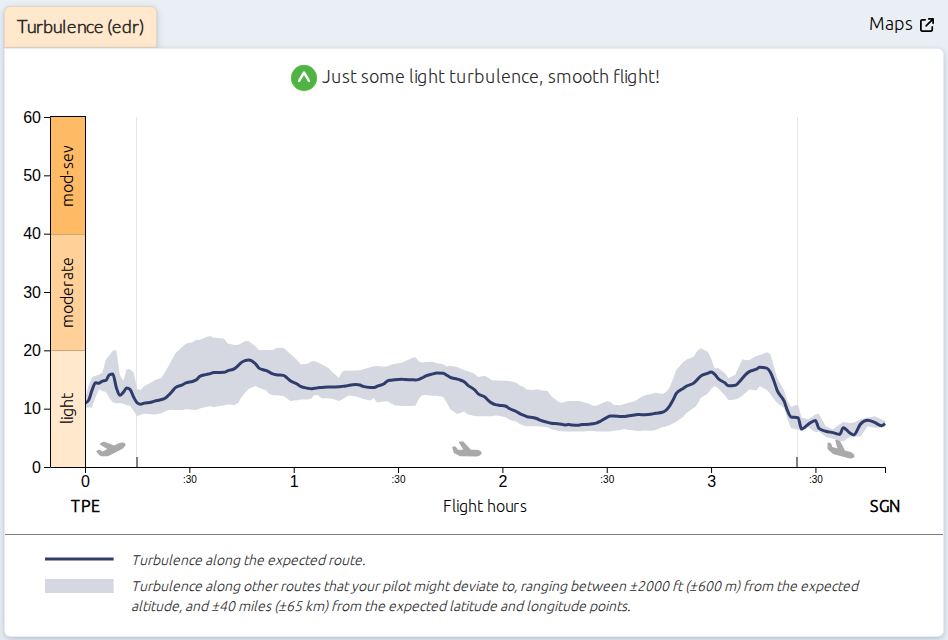 Turbulence (edr)
Maps
Just some light turbulence, smooth flight!
60
50
40
30
20
10
0
mod-sev
moderate
light
0 :30 1 :30 2 :30 3 :30
TPE Flight hours SGN
Turbulence along the expected route.
Turbulence along other routes that your pilot might deviate to, ranging between ±2000 ft (±600 m) from the expected
altitude, and ±40 miles (±65 km) from the expected latitude and longitude points.